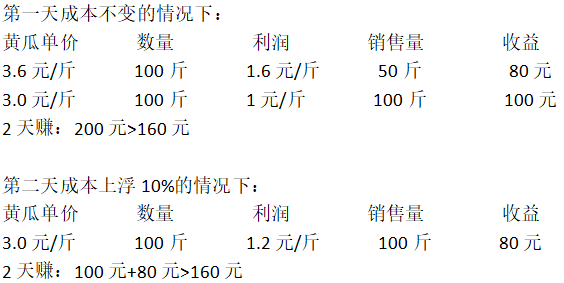 第一天成本不变的情况下：
黄瓜单价 数量 利润 销售量 收益
3.6 元/斤 100 斤 1.6 元/斤 50 斤 80 元
3.0 元/斤 100 斤 1 元/斤 100 斤 100 元
2 天赚：200 元>160 元
第二天成本上浮 10%的情况下：
黄瓜单价 数量 利润 销售量 收益
3.0 元/斤 100 斤 1.2 元/斤 100 斤 80 元
2 天赚：100 元+80 元>160 元